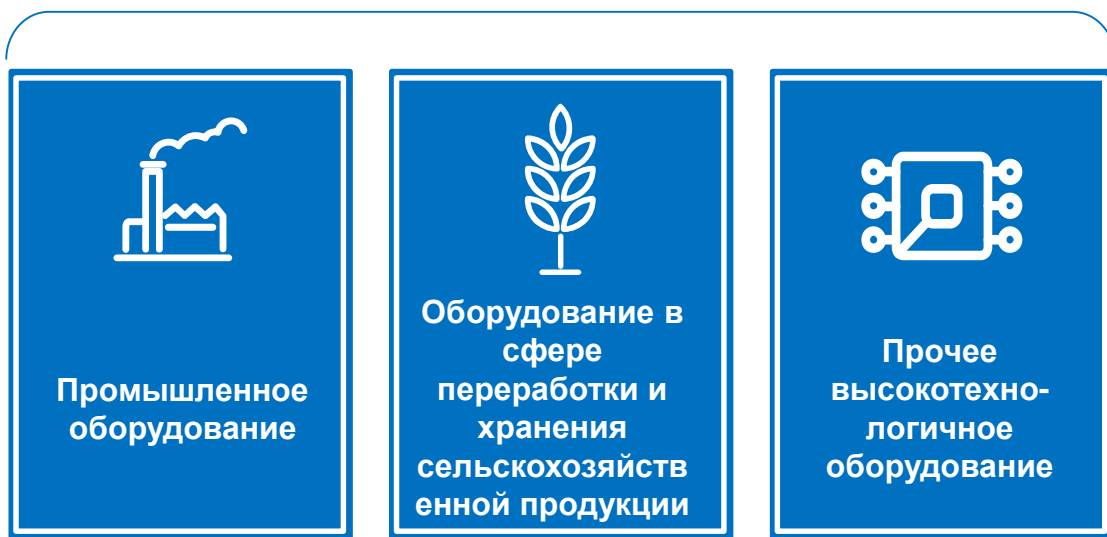 Промышленное
оборудование
Оборудование в
сфере
переработки и
хранения
сельскохозяйств
енной продукции
Прочее
высокотехно-
логичное
оборудование